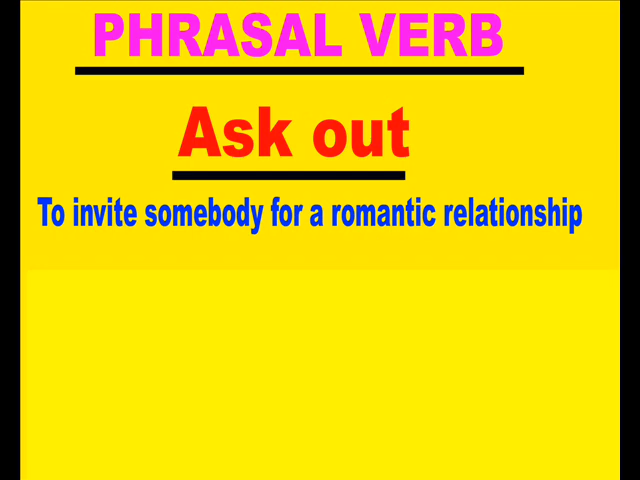 PHRASAL VERB
Ask out
To invite somebody for a romantic relationship